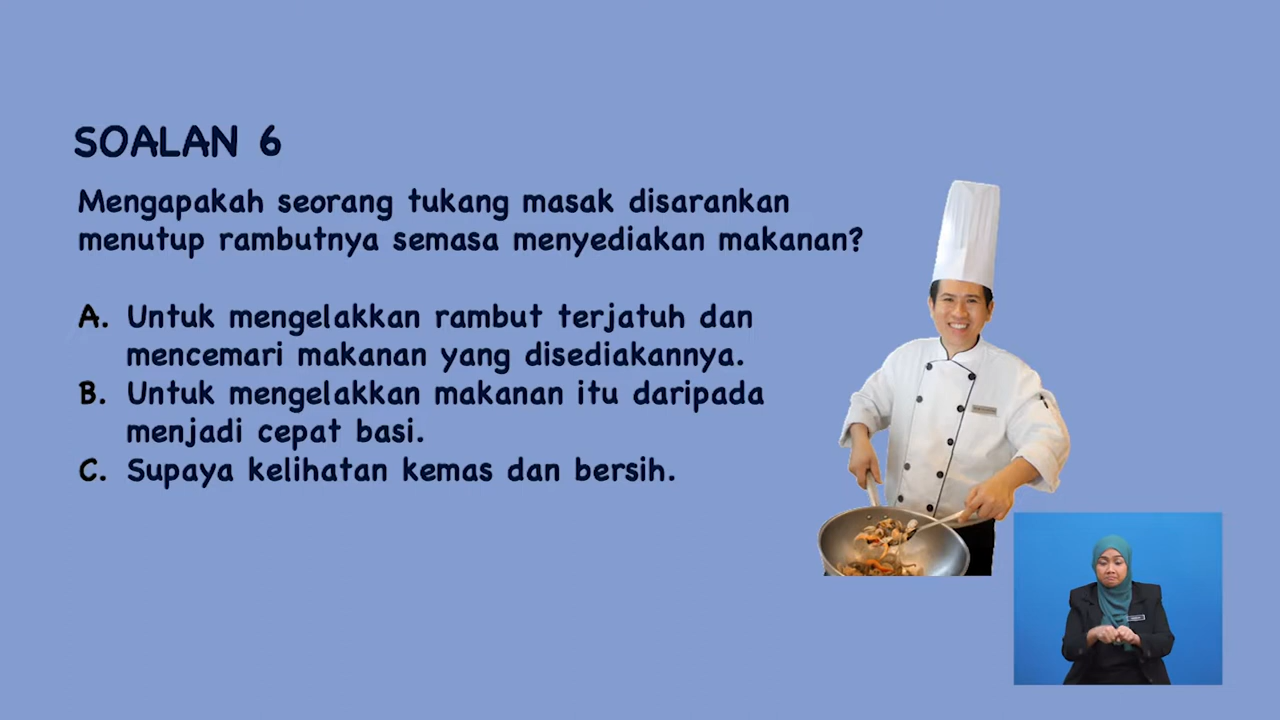 SOALAN 6
Mengapakah seorang tukang masak disarankan
menutup rambutnya semasa menyediakan makanan?
A. Untuk mengelakkan rambut terjatuh dan
mencemari makanan yang disediakannya.
B. Untuk mengelakkan makanan itu daripada
menjadi cepat basi.
C. Supaya kelihatan kemas dan bersih.